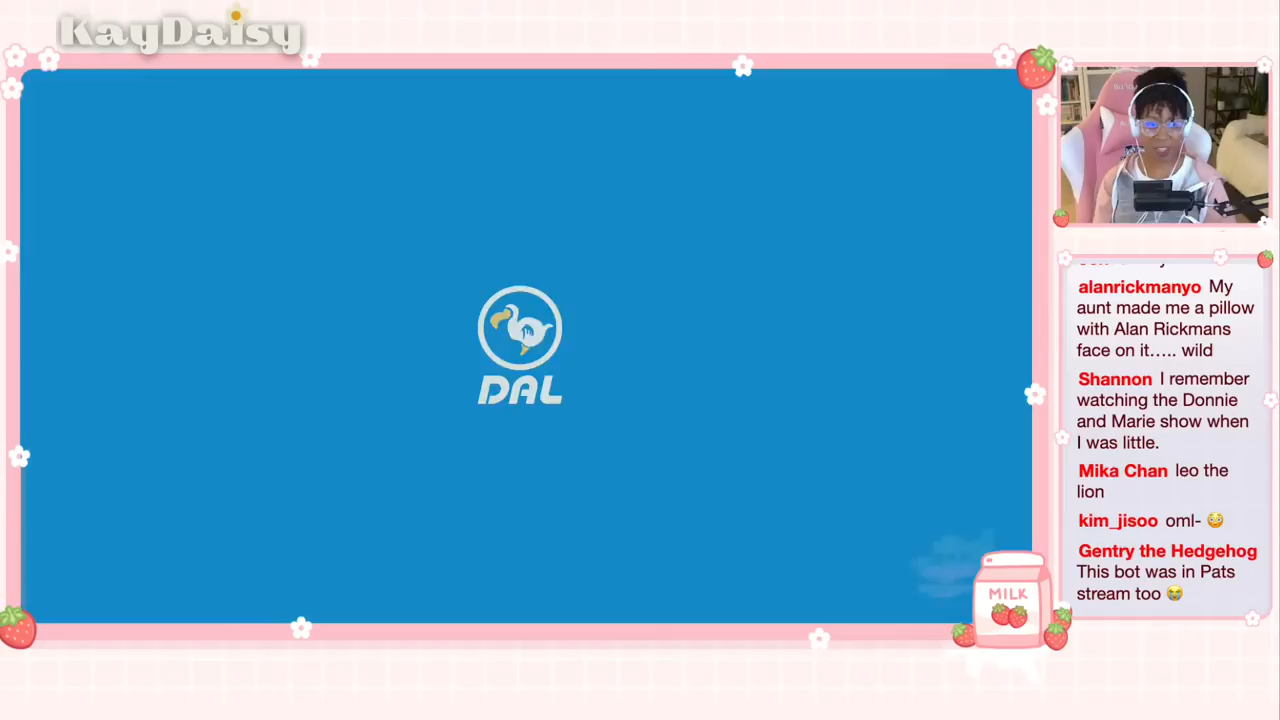 KayDaisy
DAL
MILK
alanrickmanyo My
aunt made me a pillow
with Alan Rickmans
face on it….. wild
Shannon I remember
watching the Donnie
and Marie show when
I was little.
Mika Chan leo the
lion
kim_jisoo oml- 😳
Gentry the Hedgehog
This bot was in Pats
stream too 😭